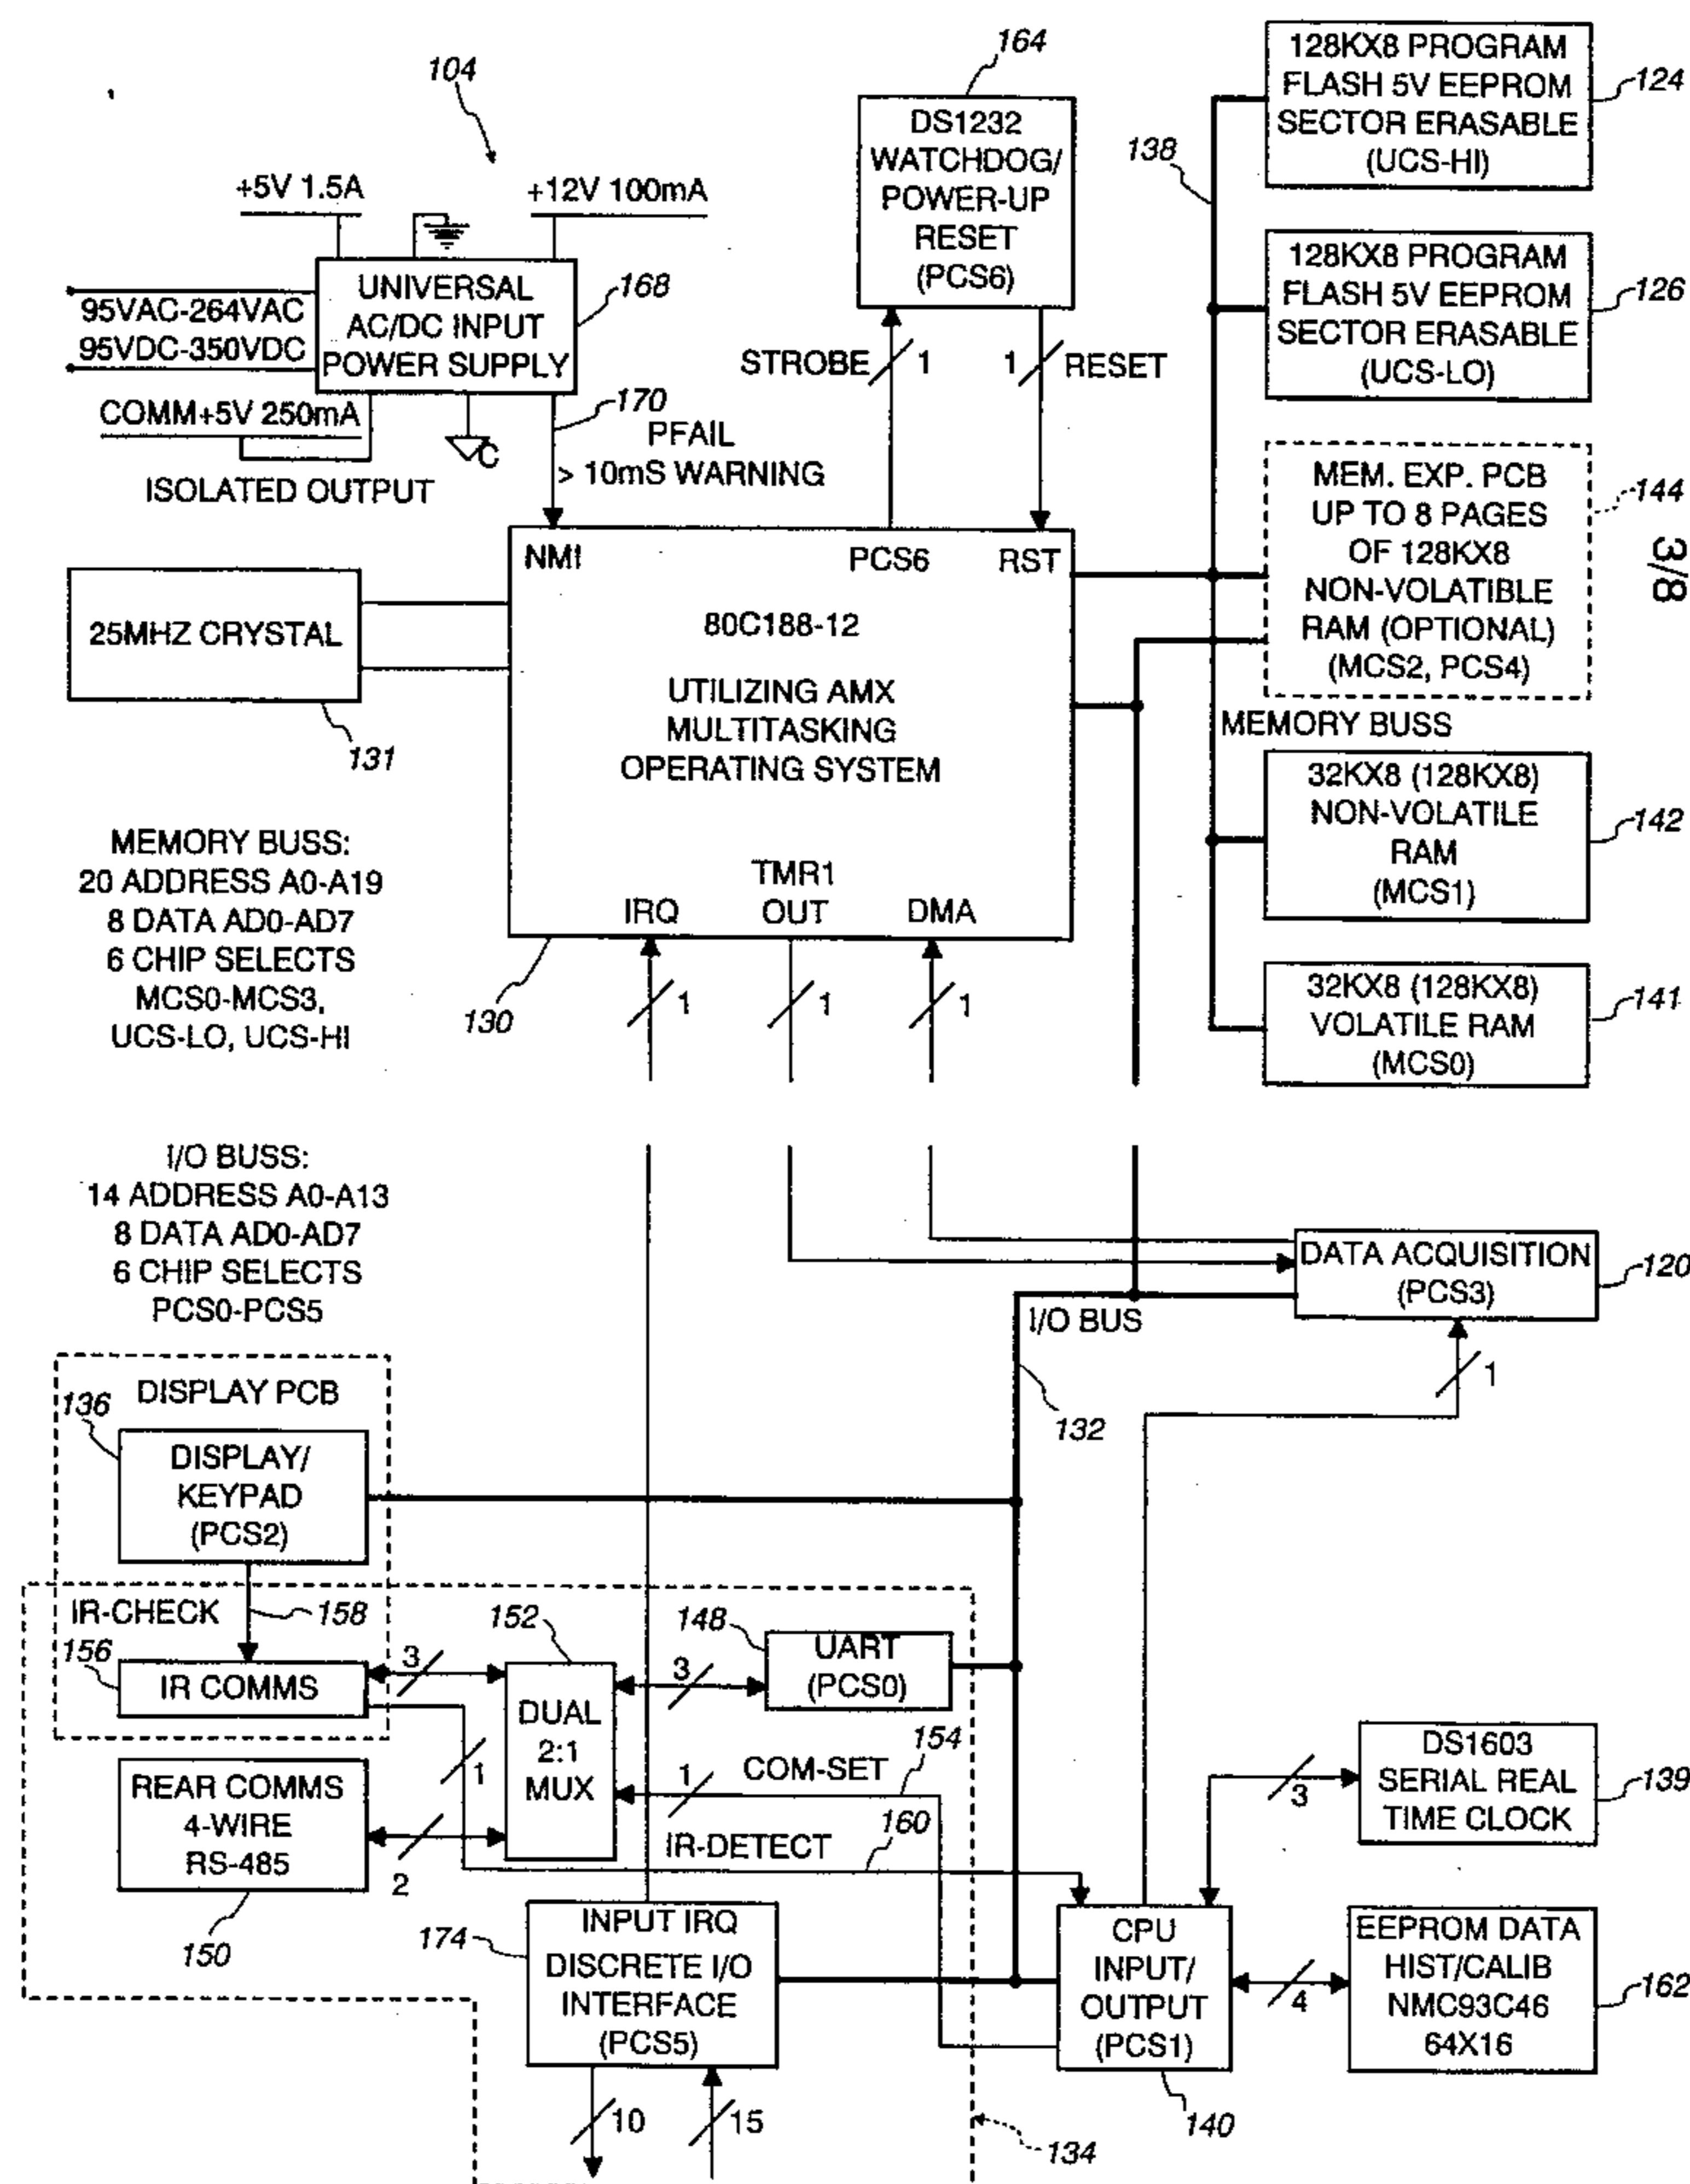 104
+5V 1.5A
+12V 100mA
95VAC-264VAC
95VDC-350VDC
UNIVERSAL
AC/DC INPUT
POWER SUPPLY
168
COMM+5V 250mA
ISOLATED OUTPUT
C
170
PFAIL
> 10mS WARNING
164
DS1232
WATCHDOG/
POWER-UP
RESET
(PCS6)
STROBE
1
1
RESET
138
128KX8 PROGRAM
FLASH 5V EEPROM
SECTOR ERASABLE
(UCS-HI)
124
128KX8 PROGRAM
FLASH 5V EEPROM
SECTOR ERASABLE
(UCS-LO)
126
MEM. EXP. PCB
UP TO 8 PAGES
OF 128KX8
NON-VOLATIBLE
RAM (OPTIONAL)
(MCS2, PCS4)
144
3/8
MEMORY BUSS
32KX8 (128KX8)
NON-VOLATILE
RAM
(MCS1)
142
32KX8 (128KX8)
VOLATILE RAM
(MCS0)
141
25MHZ CRYSTAL
131
NMI
PCS6
RST
80C188-12
UTILIZING AMX
MULTITASKING
OPERATING SYSTEM
IRQ
TMR1
OUT
DMA
130
1
1
1
MEMORY BUSS:
20 ADDRESS A0-A19
8 DATA AD0-AD7
6 CHIP SELECTS
MCS0-MCS3,
UCS-LO, UCS-HI
I/O BUSS:
14 ADDRESS A0-A13
8 DATA AD0-AD7
6 CHIP SELECTS
PCS0-PCS5
DATA ACQUISITION
(PCS3)
120
I/O BUS
132
1
DISPLAY PCB
136
DISPLAY/
KEYPAD
(PCS2)
IR-CHECK
158
156
IR COMMS
3
152
DUAL
2:1
MUX
3
148
UART
(PCS0)
1
COM-SET
154
1
IR-DETECT
160
REAR COMMS
4-WIRE
RS-485
2
150
174
INPUT IRQ
DISCRETE I/O
INTERFACE
(PCS5)
10
15
134
CPU
INPUT/
OUTPUT
(PCS1)
140
3
DS1603
SERIAL REAL
TIME CLOCK
139
4
EEPROM DATA
HIST/CALIB
NMC93C46
64X16
162